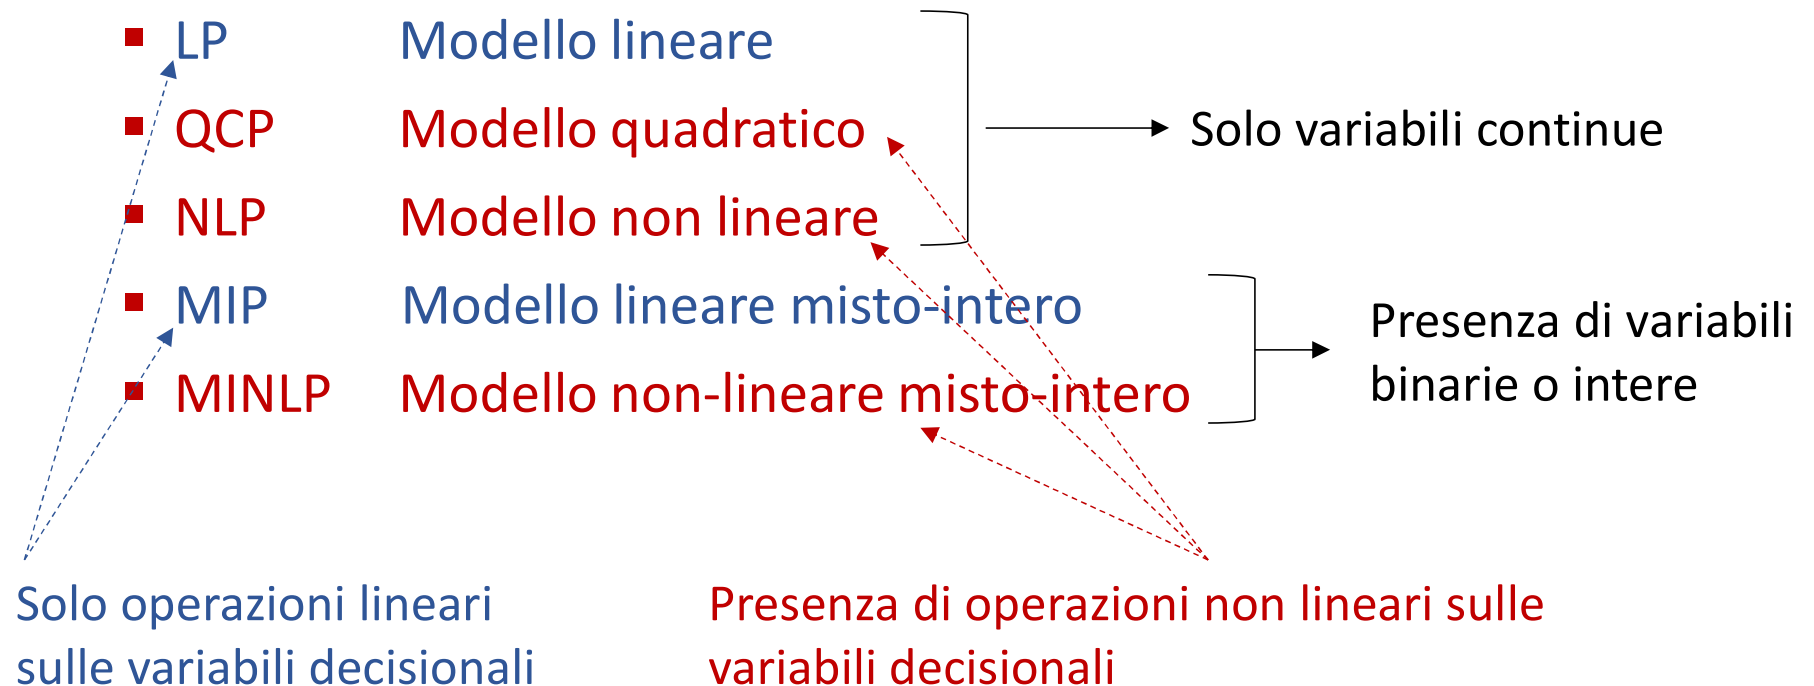 LP Modello lineare
QCP Modello quadratico
NLP Modello non lineare
MIP Modello lineare misto-intero
MINLP Modello non-lineare misto-intero
Solo variabili continue
Presenza di variabili
binarie o intere
Solo operazioni lineari
sulle variabili decisionali
Presenza di operazioni non lineari sulle
variabili decisionali